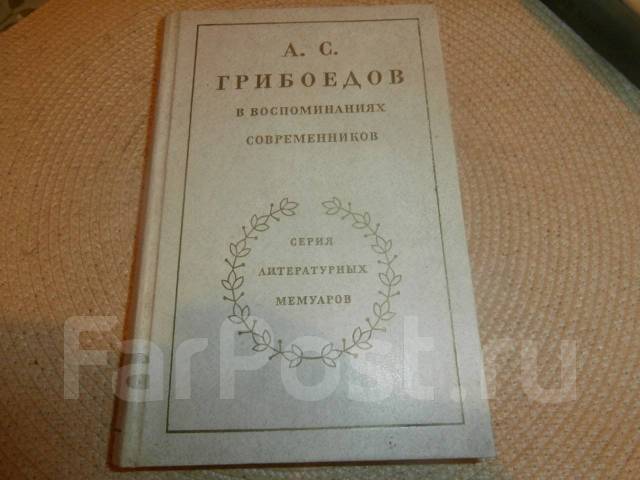 А. С.
ГРИБОЕДОВ
В ВОСПОМИНАНИЯХ
СОВРЕМЕННИКОВ
СЕРИЯ
ЛИТЕРАТУРНЫХ
МЕМУАРОВ
FarPost.ru